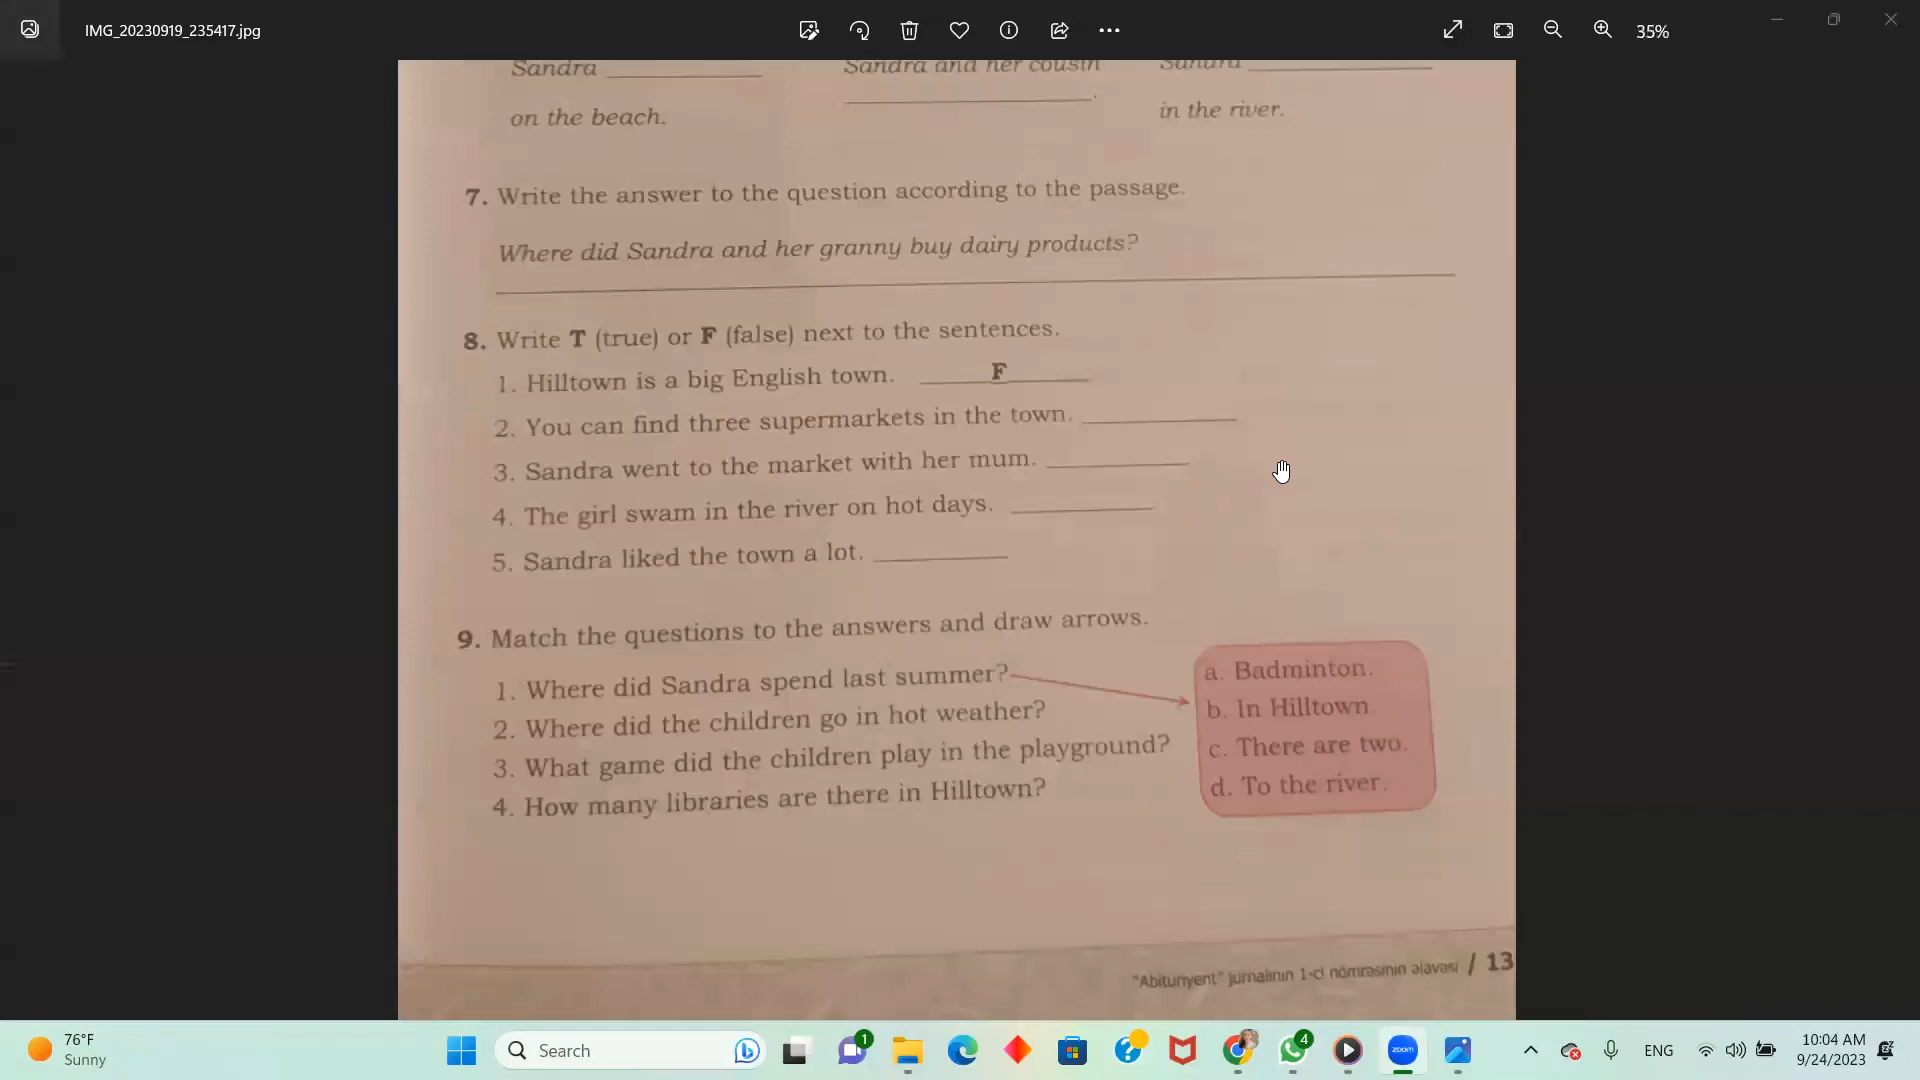 IMG_20230919_235417.jpg
35%
Sandra
Sandra and her cousin
Sandra
on the beach.
in the river.
7. Write the answer to the question according to the passage.
Where did Sandra and her granny buy dairy products?
8. Write T (true) or F (false) next to the sentences.
1. Hilltown is a big English town. F
2. You can find three supermarkets in the town.
3. Sandra went to the market with her mum.
4. The girl swam in the river on hot days.
5. Sandra liked the town a lot.
9. Match the questions to the answers and draw arrows.
1. Where did Sandra spend last summer?
2. Where did the children go in hot weather?
3. What game did the children play in the playground?
4. How many libraries are there in Hilltown?
a. Badminton.
b. In Hilltown.
c. There are two.
d. To the river.
"Abituriyent" jurnalının 1-ci nömrəsinin əlavəsi / 13
76°F
Sunny
Search
1
4
zoom
ENG
10:04 AM
9/24/2023